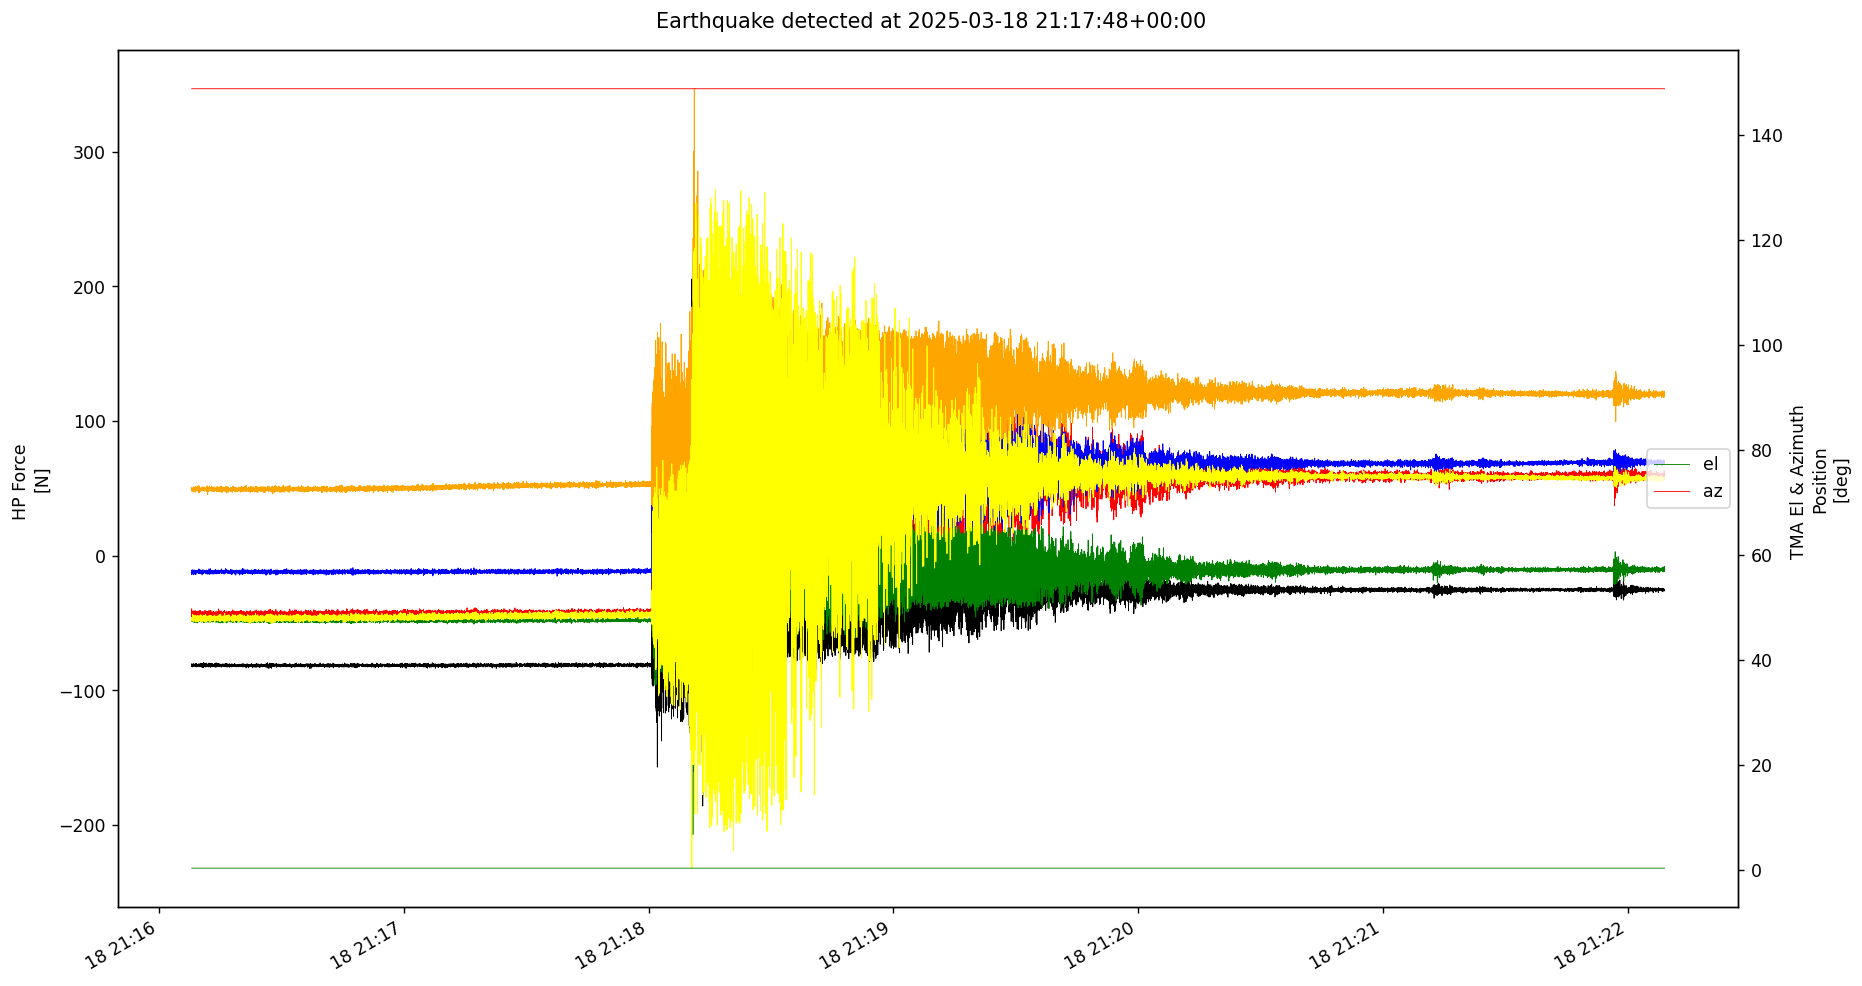 Earthquake detected at 2025-03-18 21:17:48+00:00
HP Force
[N]
300
200
100
0
−100
−200
140
120
100
80
60
40
20
0
TMA El & Azimuth
Position
[deg]
el
az
18 21:16
18 21:17
18 21:18
18 21:19
18 21:20
18 21:21
18 21:22